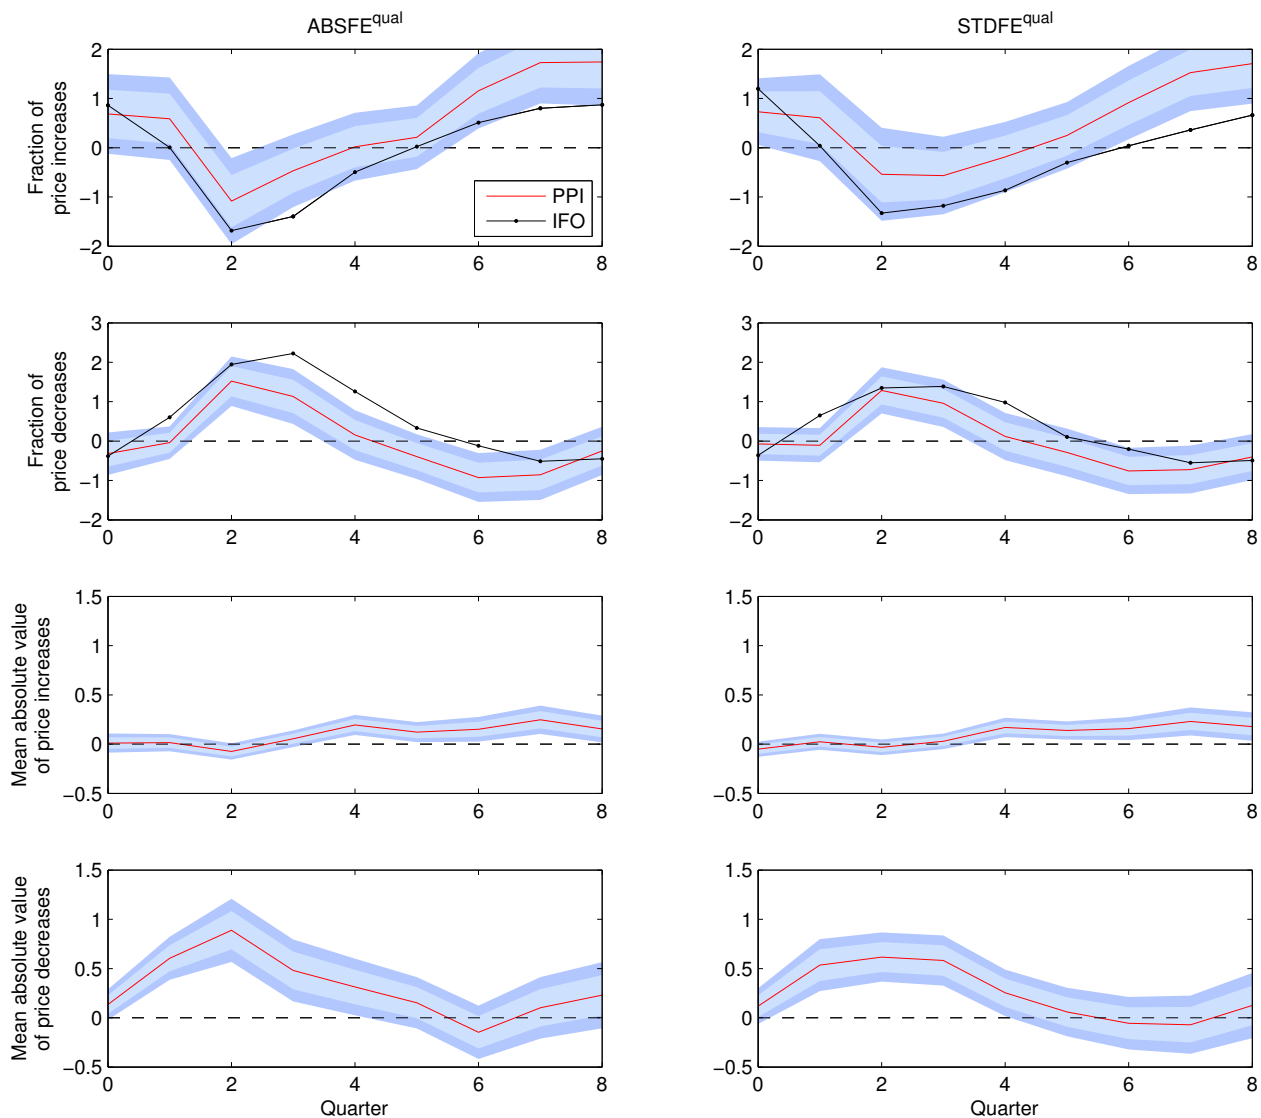 ABSFE^qual
STDFE^qual
Fraction of
price increases
2
1
0
−1
−2
0 2 4 6 8
PPI
IFO
2
1
0
−1
−2
0 2 4 6 8
Fraction of
price decreases
3
2
1
0
−1
−2
0 2 4 6 8
3
2
1
0
−1
−2
0 2 4 6 8
Mean absolute value
of price increases
1.5
1
0.5
0
−0.5
0 2 4 6 8
1.5
1
0.5
0
−0.5
0 2 4 6 8
Mean absolute value
of price decreases
1.5
1
0.5
0
−0.5
0 2 4 6 8
Quarter
1.5
1
0.5
0
−0.5
0 2 4 6 8
Quarter